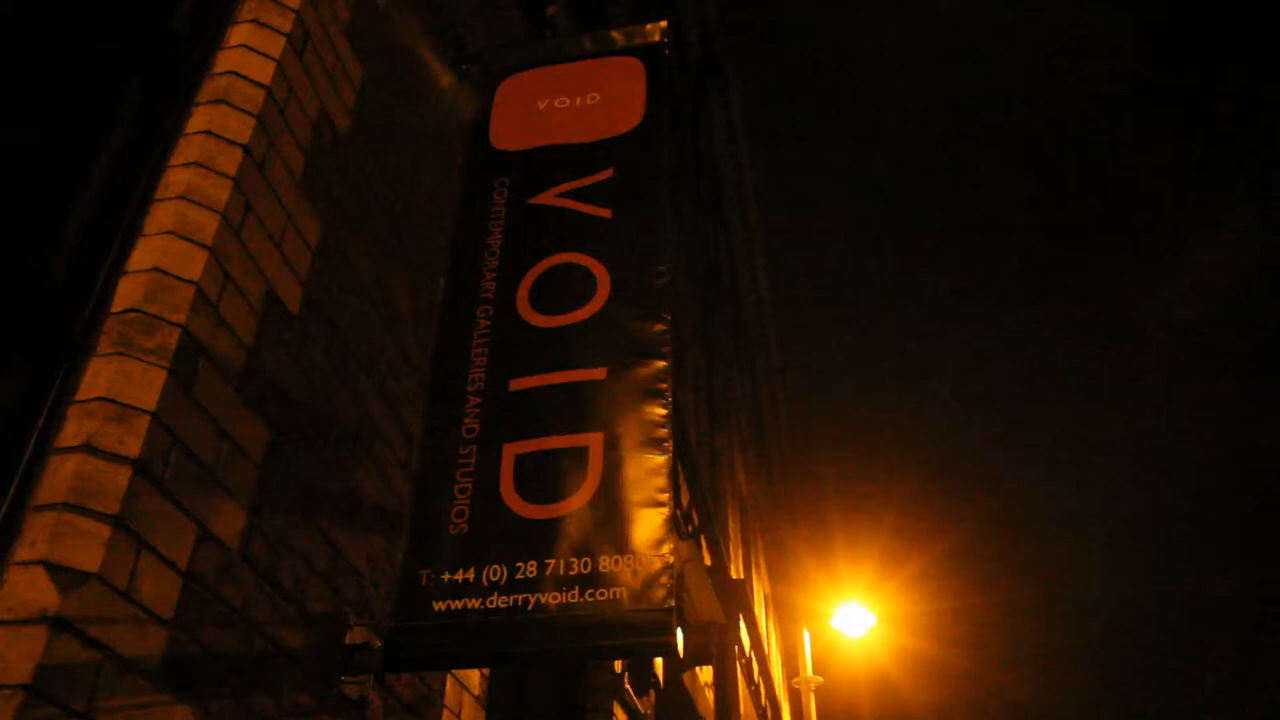 VOID
VOID
CONTEMPORARY GALLERIES AND STUDIOS
T: +44 (0) 28 7130 8080
www.derryvoid.com